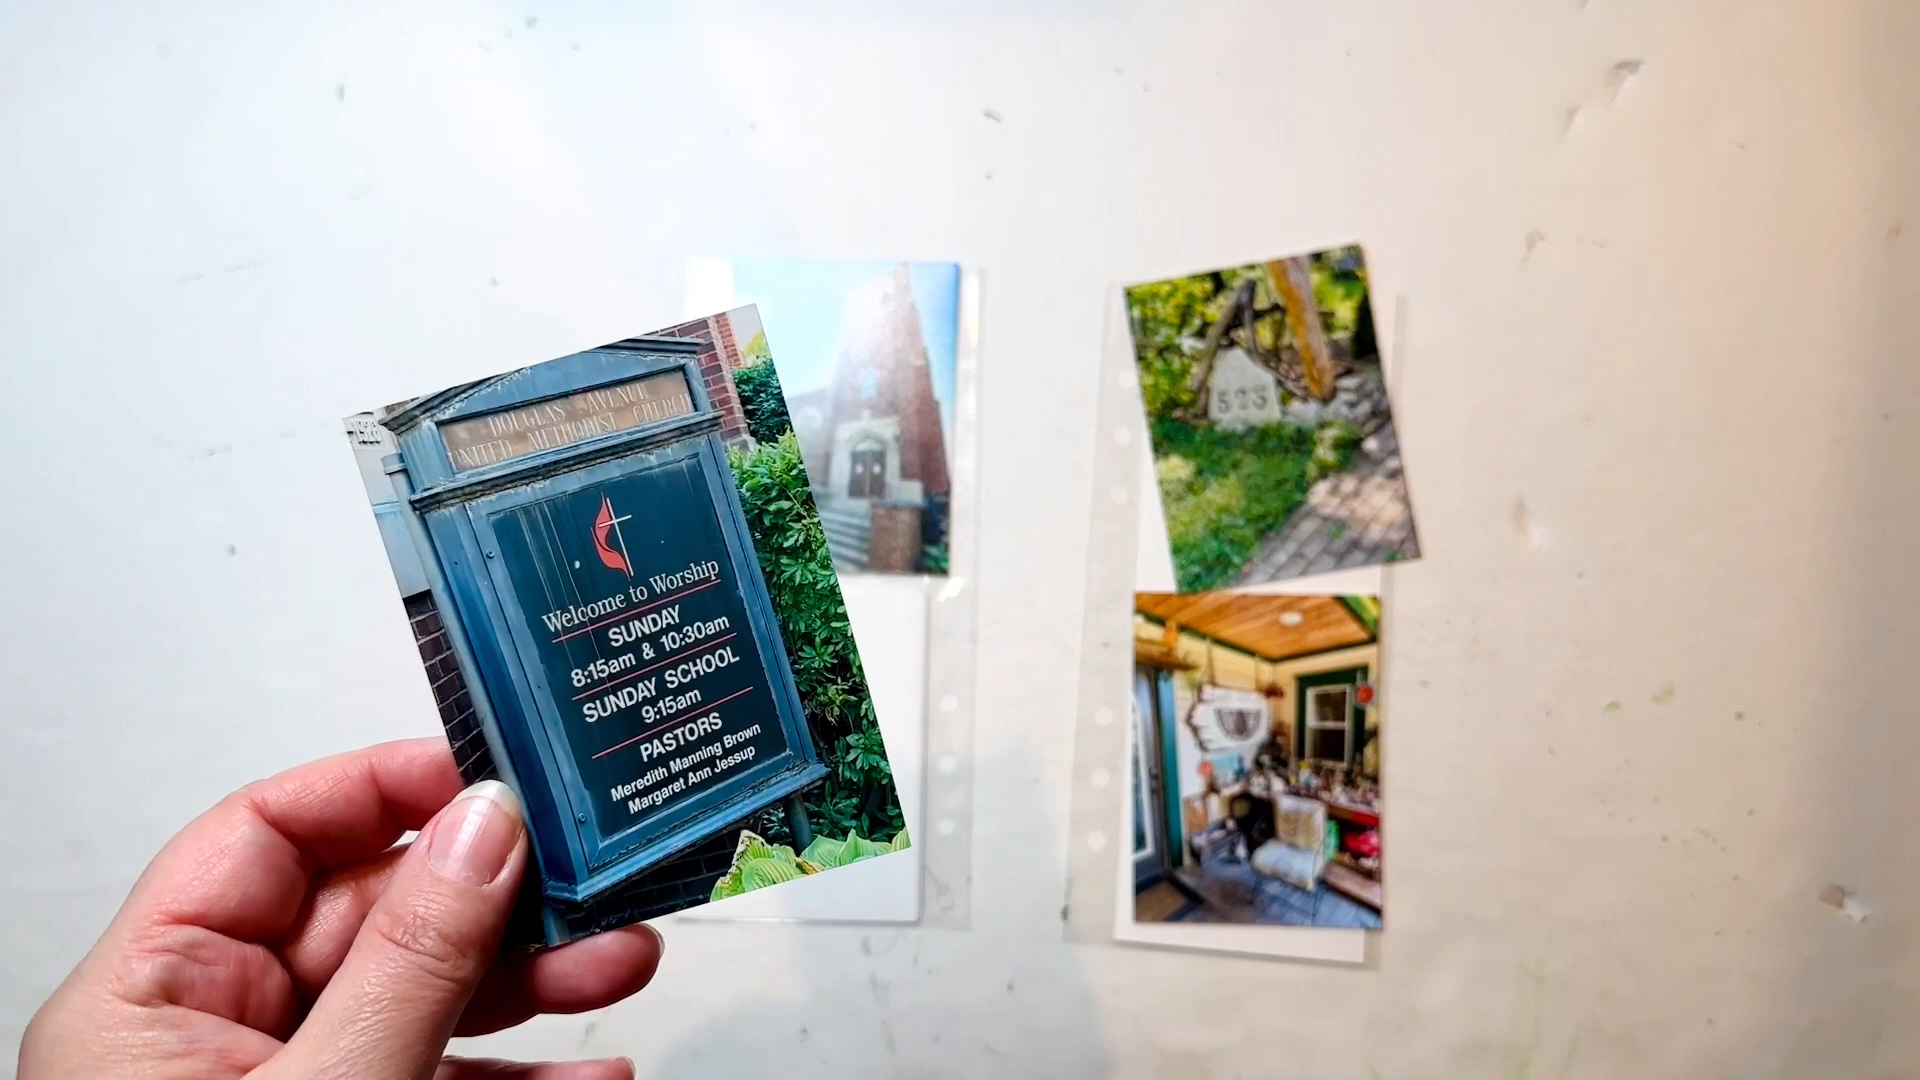 DOUGLAS AVENUE
UNITED METHODIST CHURCH
Welcome to Worship
SUNDAY
8:15am & 10:30am
SUNDAY SCHOOL
9:15am
PASTORS
Meredith Manning Brown
Margaret Ann Jessup
523